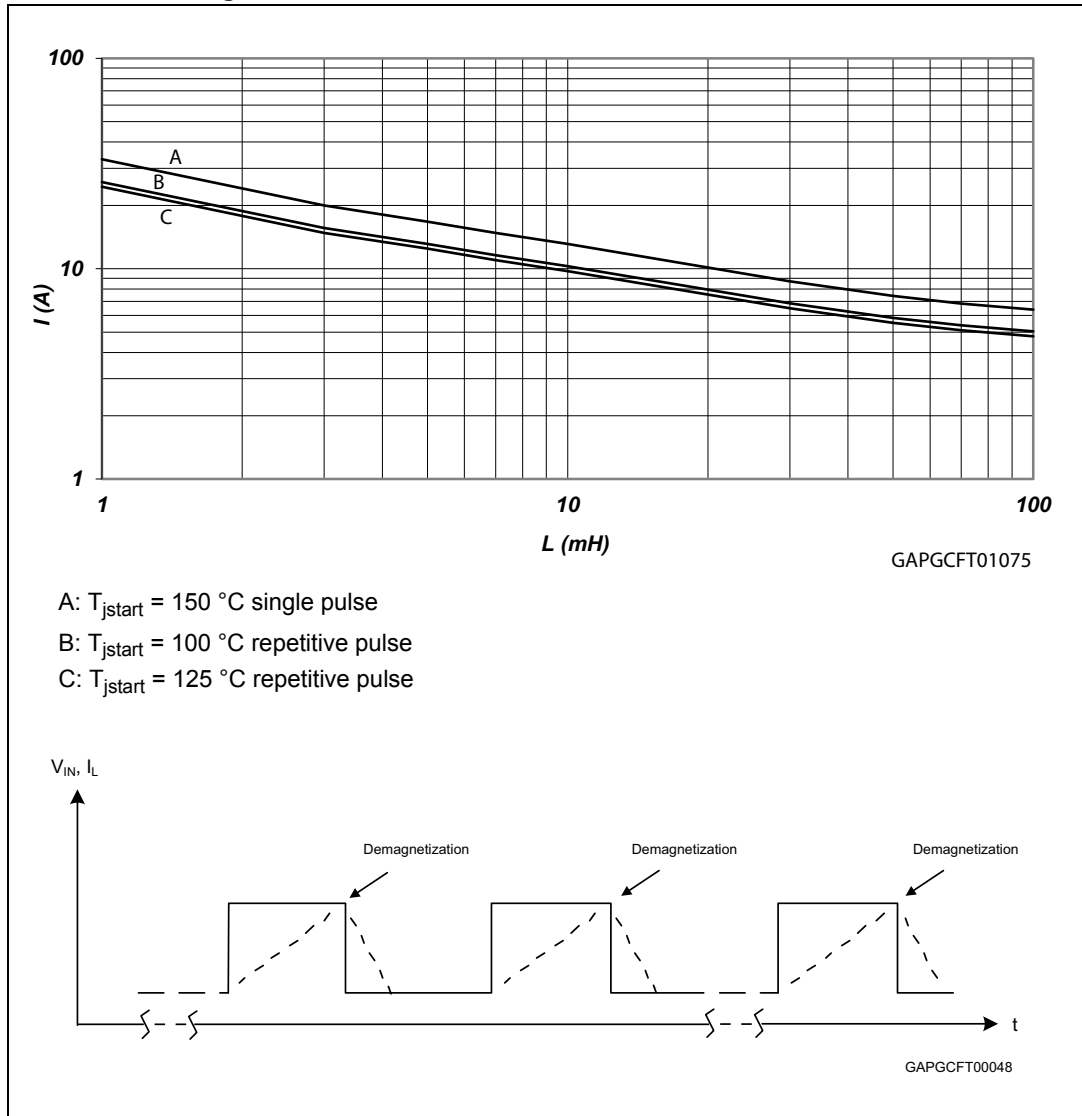 100
A
B
C
10
I (A)
1
1
10
100
L (mH)
GAPGCFT01075
A: Tjstart = 150 °C single pulse
B: Tjstart = 100 °C repetitive pulse
C: Tjstart = 125 °C repetitive pulse
VIN, IL
Demagnetization
Demagnetization
Demagnetization
t
GAPGCFT00048